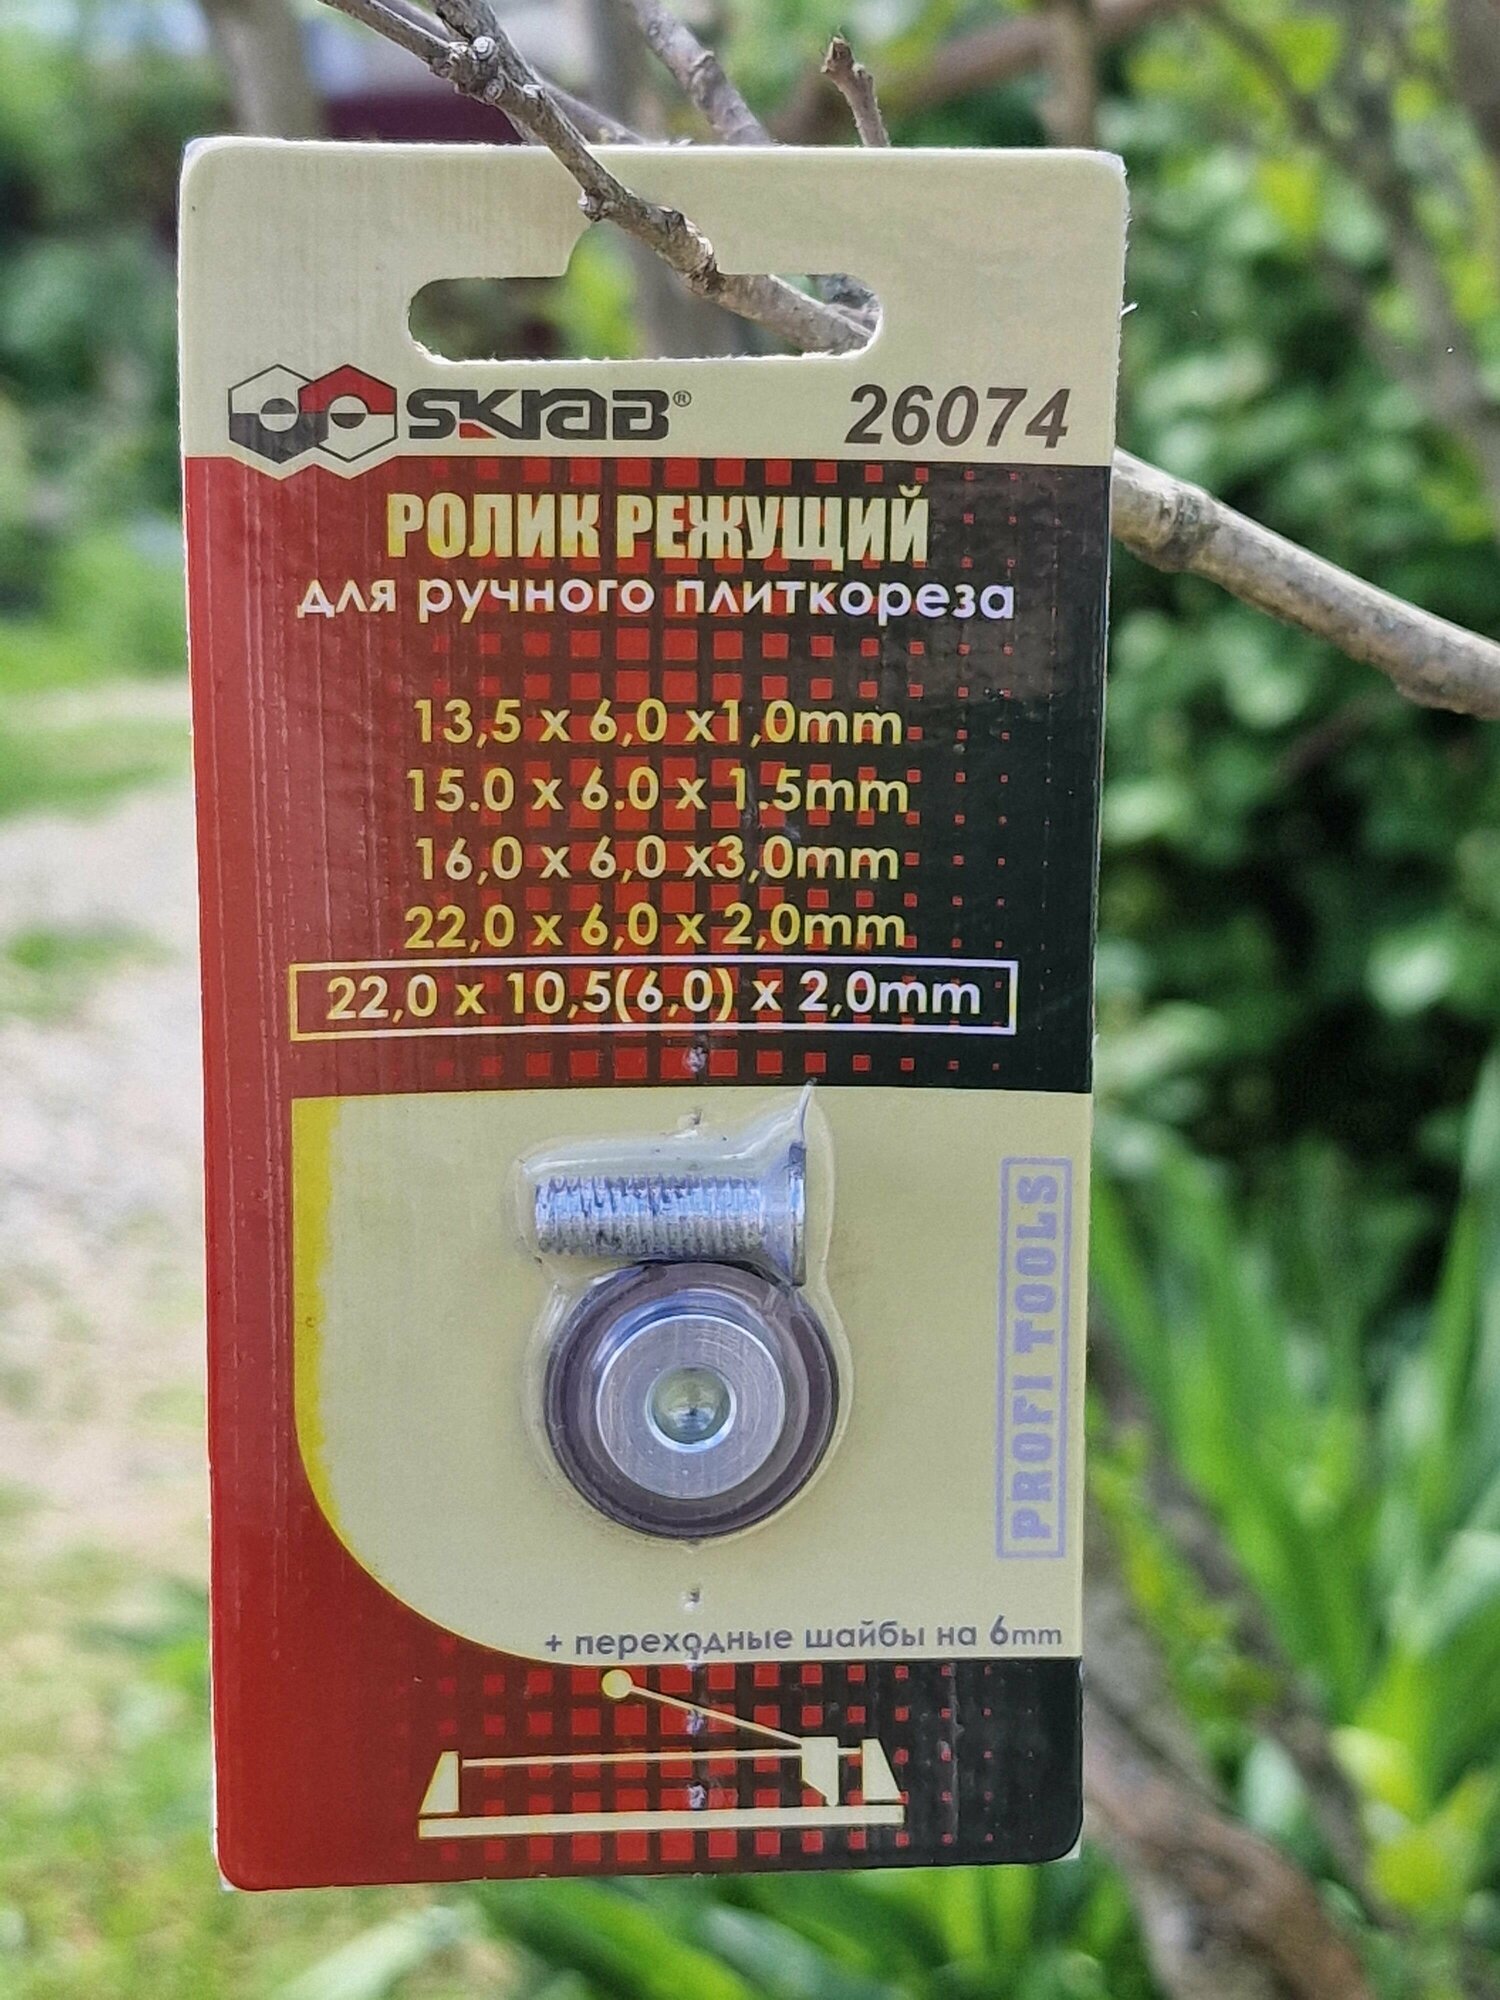 SKRAB® 26074
РОЛИК РЕЖУЩИЙ
для ручного плиткореза
13,5 x 6,0 x1,0mm
15.0 x 6.0 x 1.5mm
16,0 x 6,0 x3,0mm
22,0 x 6,0 x 2,0mm
22,0 x 10,5(6,0) x 2,0mm
PROFI TOOLS
+ переходные шайбы на 6mm